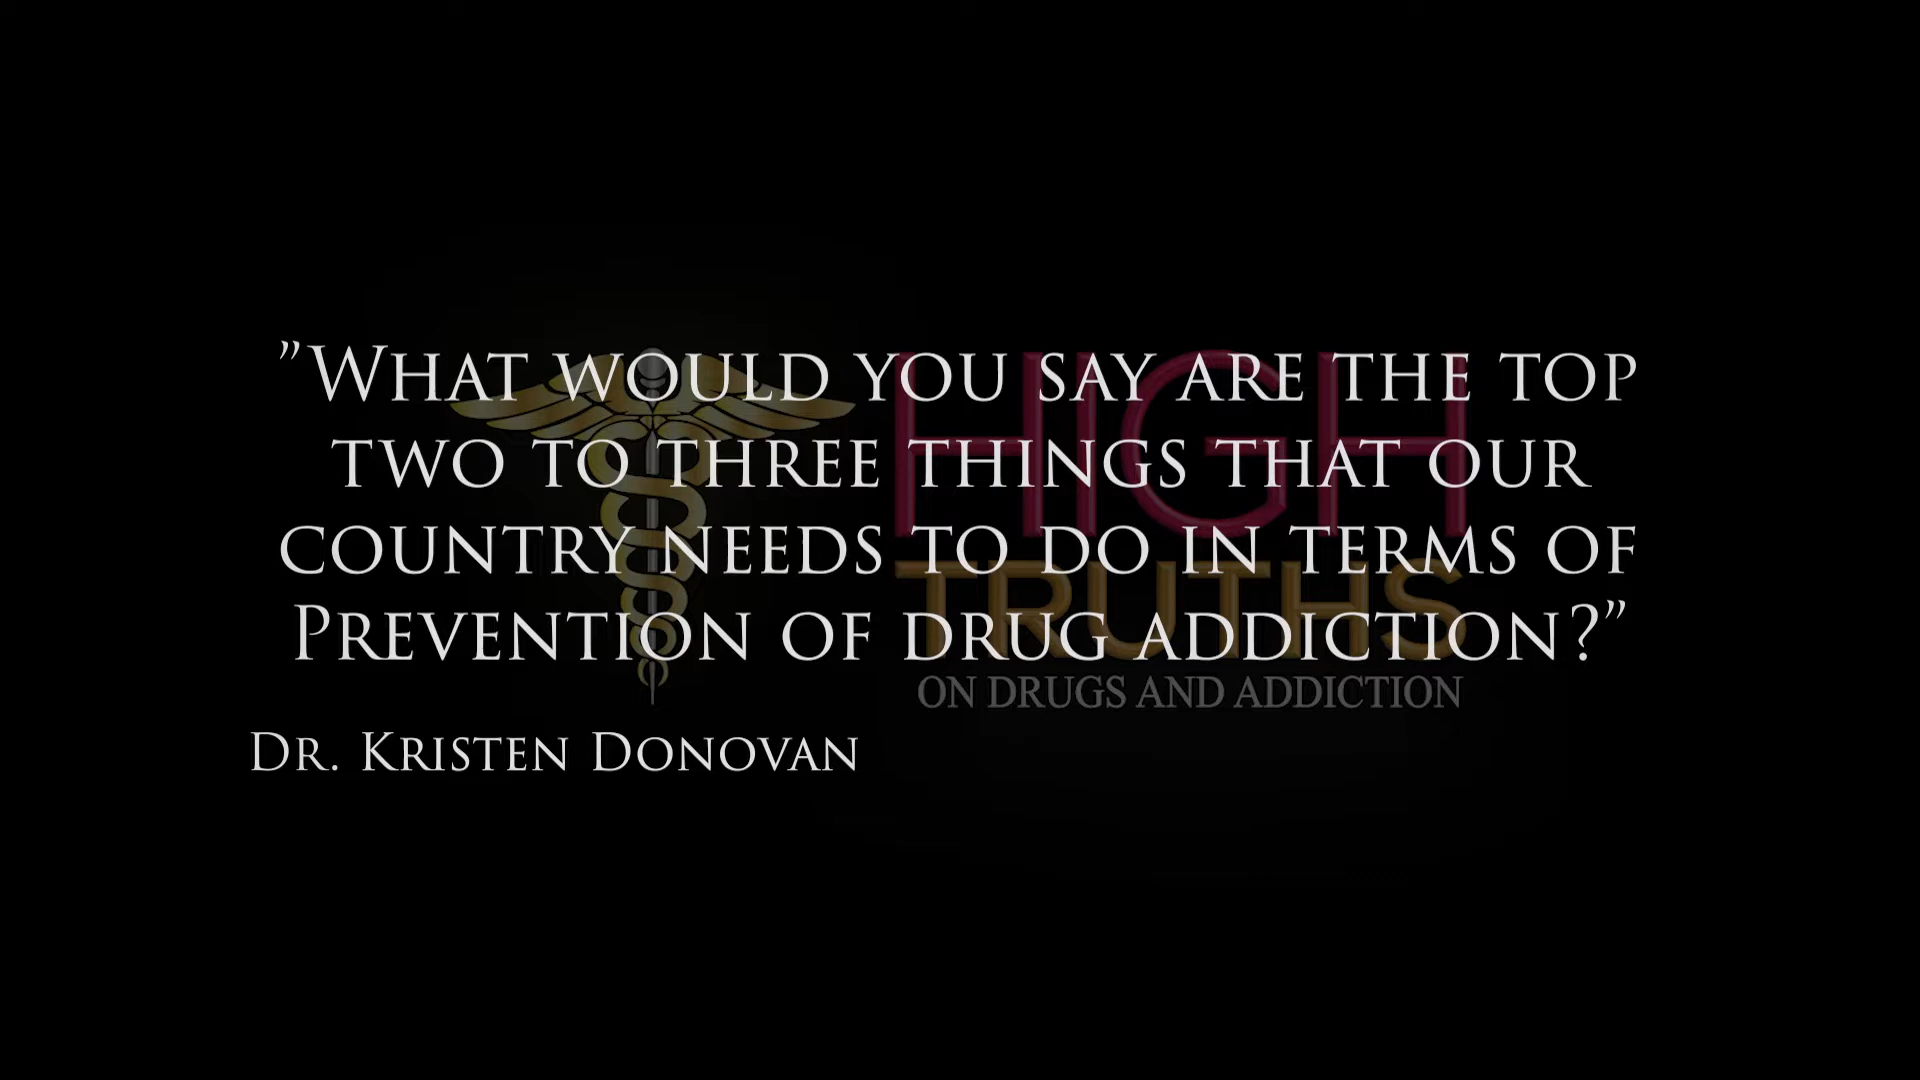 ”What would you say are the top
two to three things that our
country needs to do in terms of
Prevention of drug addiction?”
Dr. Kristen Donovan
HIGH
TRUTHS
ON DRUGS AND ADDICTION